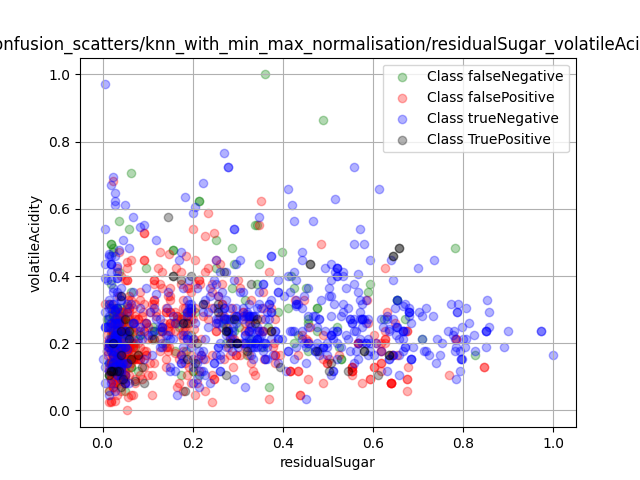 onfusion_scatters/knn_with_min_max_normalisation/residualSugar_volatileAci
Class falseNegative
Class falsePositive
Class trueNegative
Class TruePositive
volatileAcidity
1.0
0.8
0.6
0.4
0.2
0.0
0.0 0.2 0.4 0.6 0.8 1.0
residualSugar